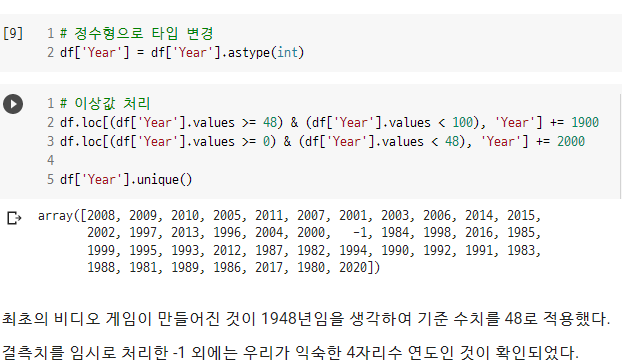 [9] 1 # 정수형으로 타입 변경
2 df['Year'] = df['Year'].astype(int)
1 # 이상값 처리
2 df.loc[(df['Year'].values >= 48) & (df['Year'].values < 100), 'Year'] += 1900
3 df.loc[(df['Year'].values >= 0) & (df['Year'].values < 48), 'Year'] += 2000
4
5 df['Year'].unique()
array([2008, 2009, 2010, 2005, 2011, 2007, 2001, 2003, 2006, 2014, 2015,
2002, 1997, 2013, 1996, 2004, 2000, -1, 1984, 1998, 2016, 1985,
1999, 1995, 1993, 2012, 1987, 1982, 1994, 1990, 1992, 1991, 1983,
1988, 1981, 1989, 1986, 2017, 1980, 2020])
최초의 비디오 게임이 만들어진 것이 1948년임을 생각하여 기준 수치를 48로 적용했다.
결측치를 임시로 처리한 -1 외에는 우리가 익숙한 4자리수 연도인 것이 확인되었다.